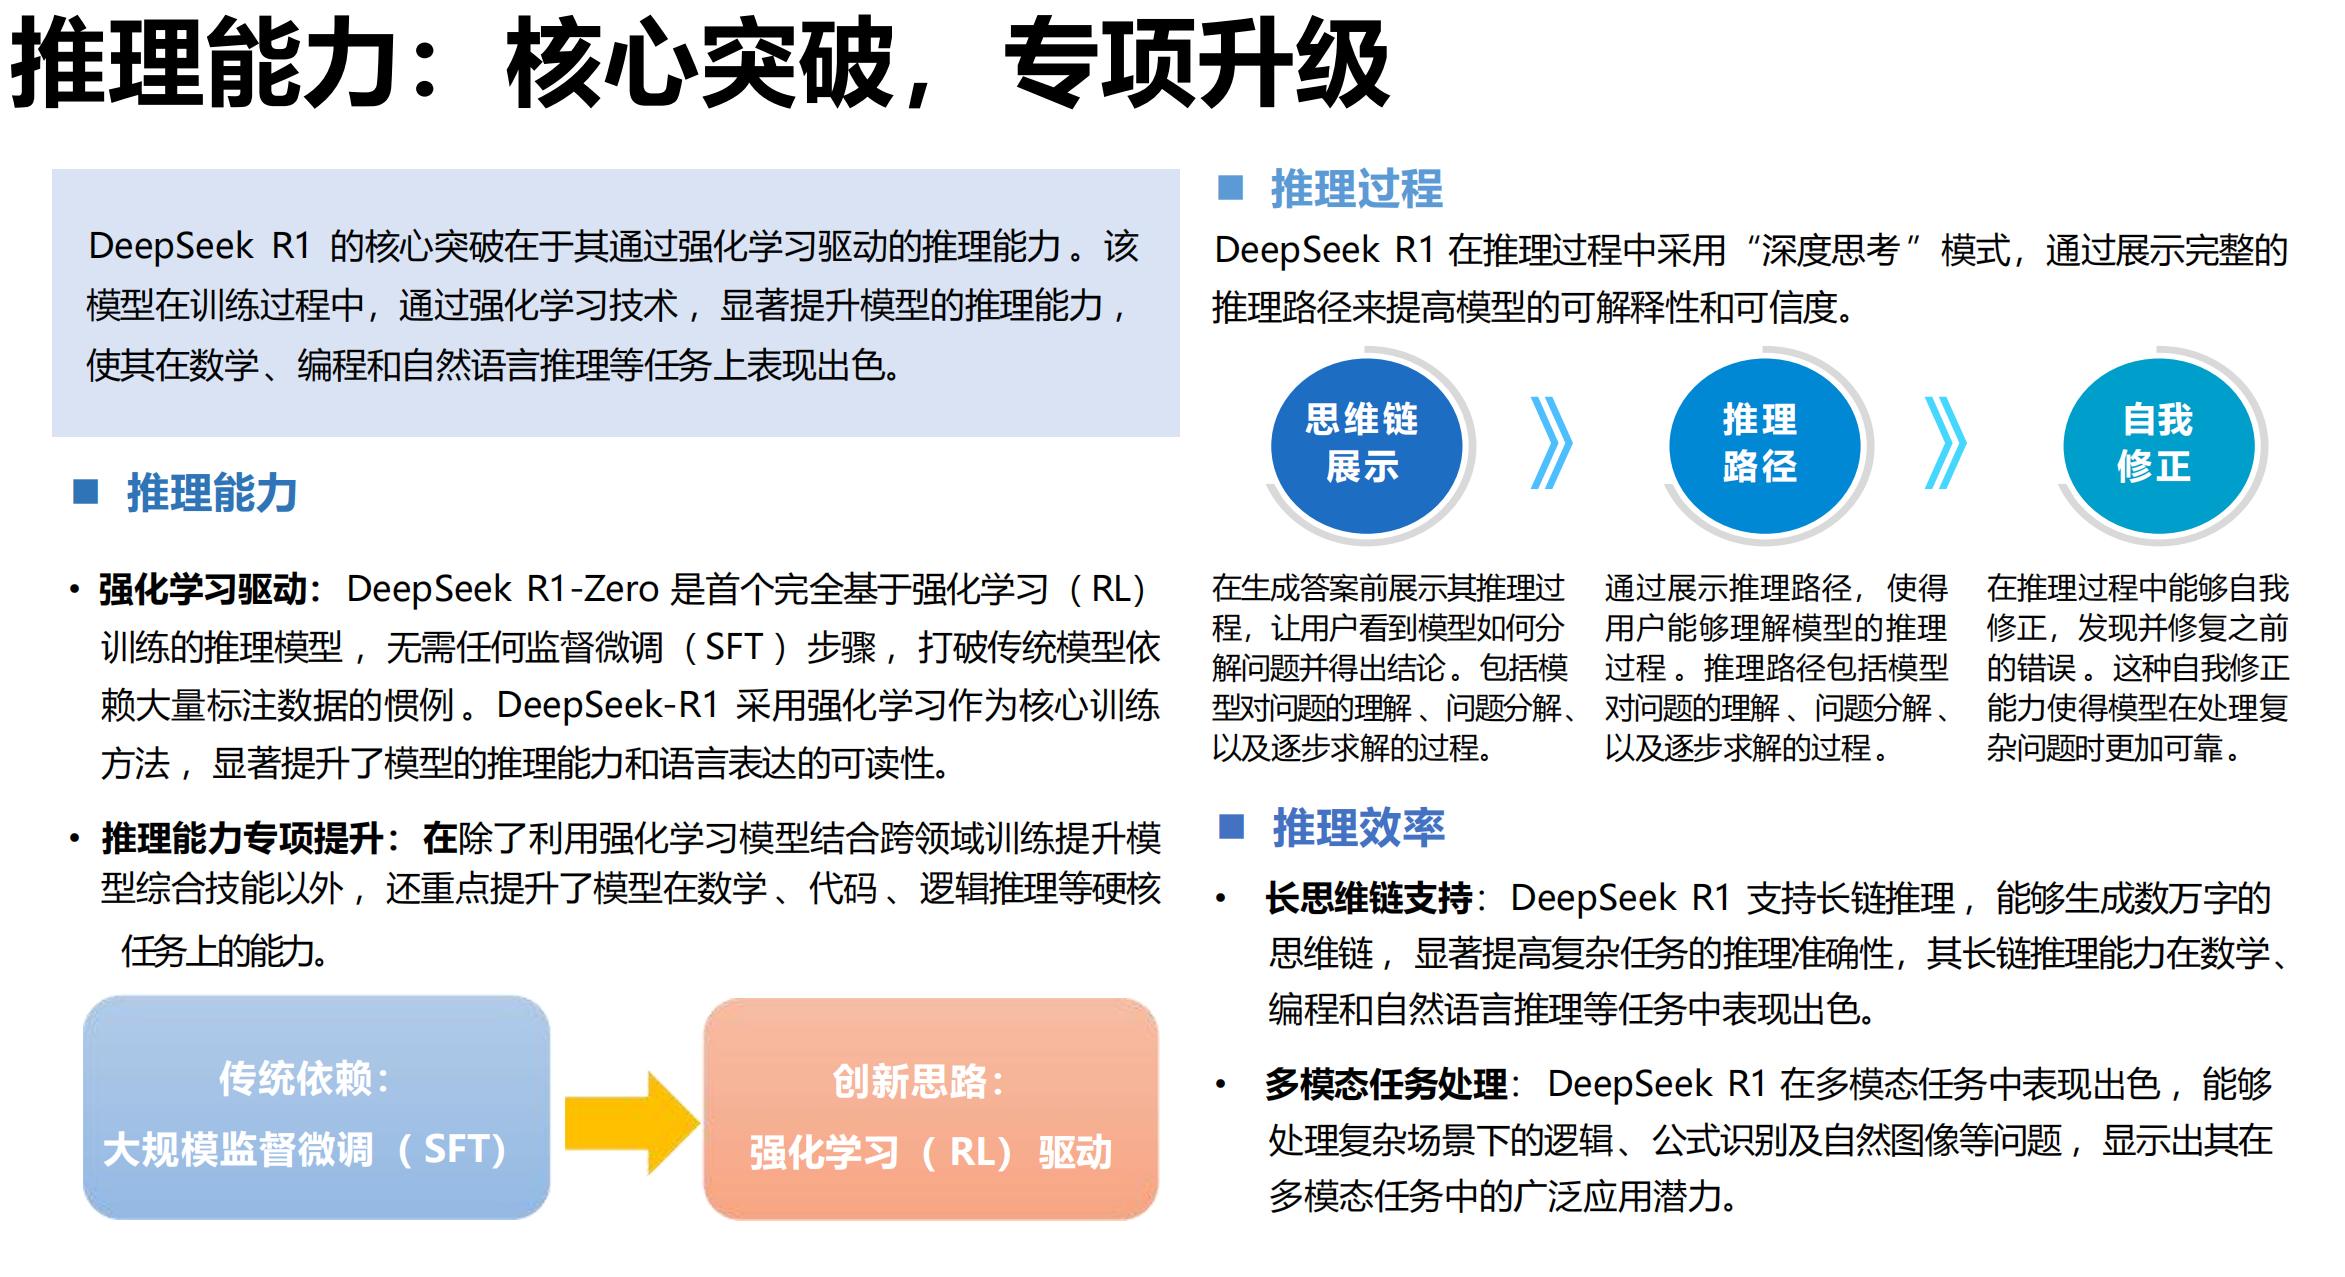 推理能力：核心突破，专项升级
DeepSeek R1 的核心突破在于其通过强化学习驱动的推理能力。该
模型在训练过程中，通过强化学习技术，显著提升模型的推理能力，
使其在数学、编程和自然语言推理等任务上表现出色。
■ 推理能力
• 强化学习驱动：DeepSeek R1-Zero 是首个完全基于强化学习（RL）
训练的推理模型，无需任何监督微调（SFT）步骤，打破传统模型依
赖大量标注数据的惯例。DeepSeek-R1 采用强化学习作为核心训练
方法，显著提升了模型的推理能力和语言表达的可读性。
• 推理能力专项提升：在除了利用强化学习模型结合跨领域训练提升模
型综合技能以外，还重点提升了模型在数学、代码、逻辑推理等硬核
任务上的能力。
传统依赖：
大规模监督微调（SFT）
创新思路：
强化学习（RL）驱动
■ 推理过程
DeepSeek R1 在推理过程中采用“深度思考”模式，通过展示完整的
推理路径来提高模型的可解释性和可信度。
思维链
展示
推理
路径
自我
修正
在生成答案前展示其推理过
程，让用户看到模型如何分
解问题并得出结论。包括模
型对问题的理解、问题分解、
以及逐步求解的过程。
通过展示推理路径，使得
用户能够理解模型的推理
过程。推理路径包括模型
对问题的理解、问题分解、
以及逐步求解的过程。
在推理过程中能够自我
修正，发现并修复之前
的错误。这种自我修正
能力使得模型在处理复
杂问题时更加可靠。
■ 推理效率
• 长思维链支持：DeepSeek R1 支持长链推理，能够生成数万字的
思维链，显著提高复杂任务的推理准确性，其长链推理能力在数学、
编程和自然语言推理等任务中表现出色。
• 多模态任务处理：DeepSeek R1 在多模态任务中表现出色，能够
处理复杂场景下的逻辑、公式识别及自然图像等问题，显示出其在
多模态任务中的广泛应用潜力。